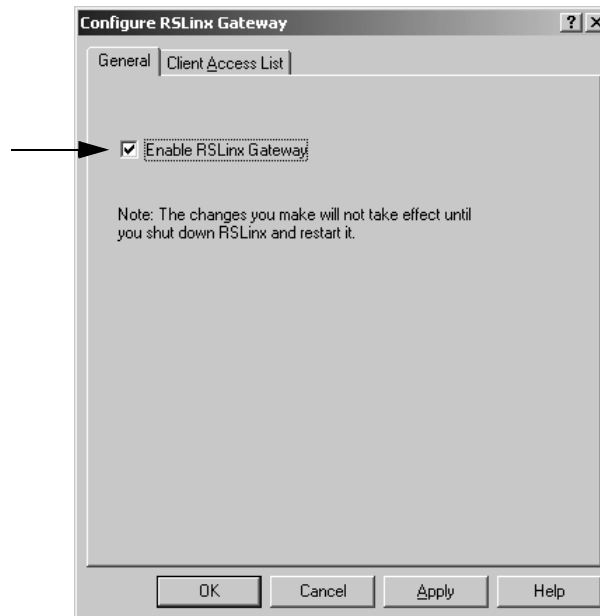 Configure RSLinx Gateway
General
Client Access List
Enable RSLinx Gateway
Note: The changes you make will not take effect until
you shut down RSLinx and restart it.
OK
Cancel
Apply
Help